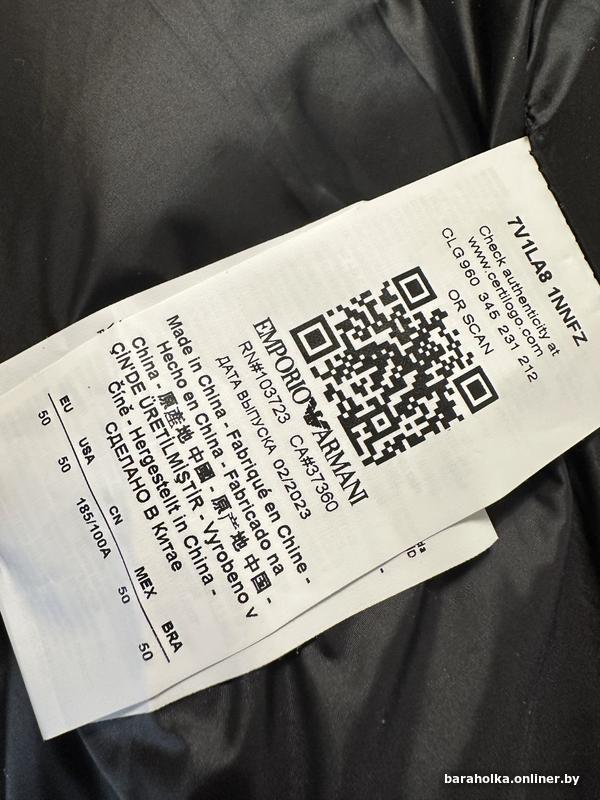 7V1LA8 1NNFZ
Check authenticity at
www.certilogo.com
CLG 960 345 231 212
OR SCAN
EMPORIO ARMANI
RN#103723 CA#37360
ДАТА ВЫПУСКА 02/2023
Made in China - Fabriqué en Chine -
Hecho en China - Fabricado na
China - 原産地 中国 - 原产地 中国 -
ÇİN'DE ÜRETİLMİŞTİR - Vyrobeno v
Číně - Hergestellt in China -
СДЕЛАНО В Китае
EU USA CN MEX BRA
50 50 185/100A 50 50
baraholka.onliner.by